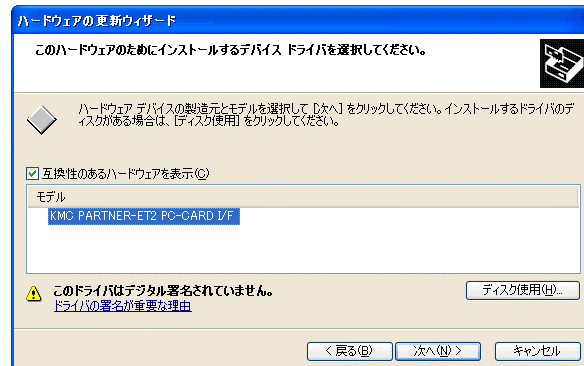 ハードウェアの更新ウィザード
このハードウェアのためにインストールするデバイス ドライバを選択してください。
ハードウェア デバイスの製造元とモデルを選択して [次へ] をクリックしてください。インストールするドライバのデ
ィスクがある場合は、[ディスク使用] をクリックしてください。
互換性のあるハードウェアを表示(C)
モデル
KMC PARTNER-ET2 PC-CARD I/F
このドライバはデジタル署名されていません。
ドライバの署名が重要な理由
ディスク使用(H)...
< 戻る(B)
次へ(N) >
キャンセル